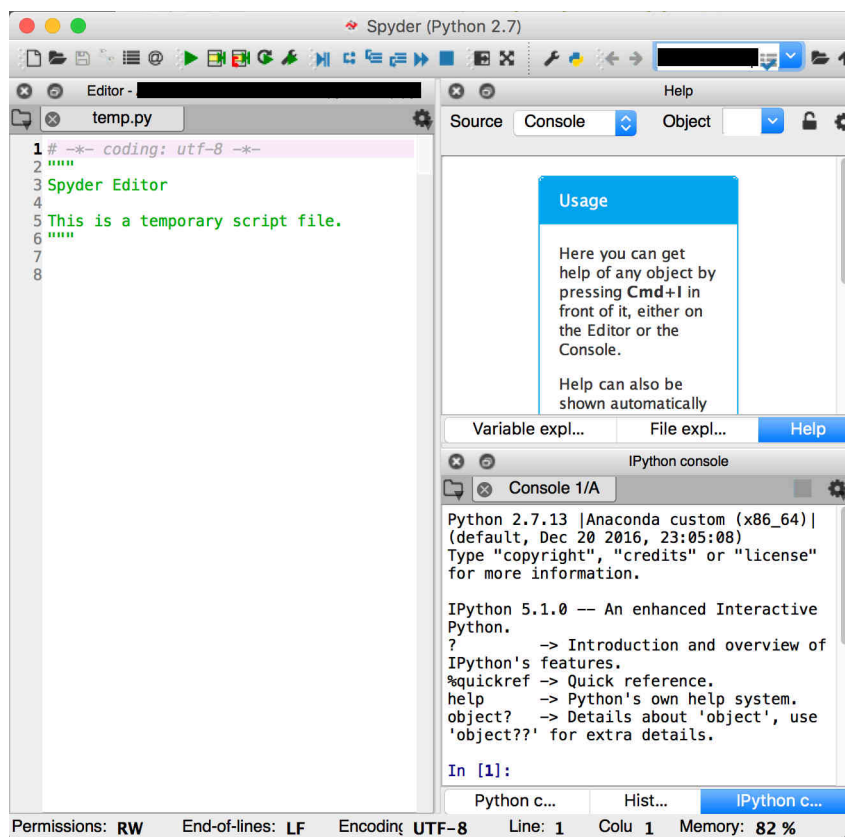 Spyder (Python 2.7)
Editor -
temp.py
1 # -*- coding: utf-8 -*-
2 """
3 Spyder Editor
4
5 This is a temporary script file.
6 """
7
8
Help
Source Console Object
Usage
Here you can get
help of any object by
pressing Cmd+I in
front of it, either on
the Editor or the
Console.
Help can also be
shown automatically
Variable expl... File expl... Help
IPython console
Console 1/A
Python 2.7.13 |Anaconda custom (x86_64)|
(default, Dec 20 2016, 23:05:08)
Type "copyright", "credits" or "license"
for more information.
IPython 5.1.0 -- An enhanced Interactive
Python.
? -> Introduction and overview of
IPython's features.
%quickref -> Quick reference.
help -> Python's own help system.
object? -> Details about 'object', use
'object??' for extra details.
In [1]:
Python c... Hist... IPython c...
Permissions: RW End-of-lines: LF Encoding UTF-8 Line: 1 Colu 1 Memory: 82 %